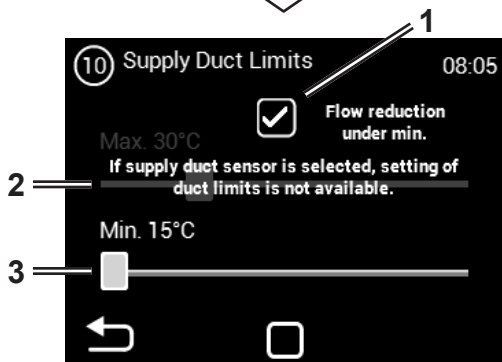 1
10 Supply Duct Limits 08:05
Flow reduction
under min.
Max. 30°C
If supply duct sensor is selected, setting of
duct limits is not available.
2
Min. 15°C
3